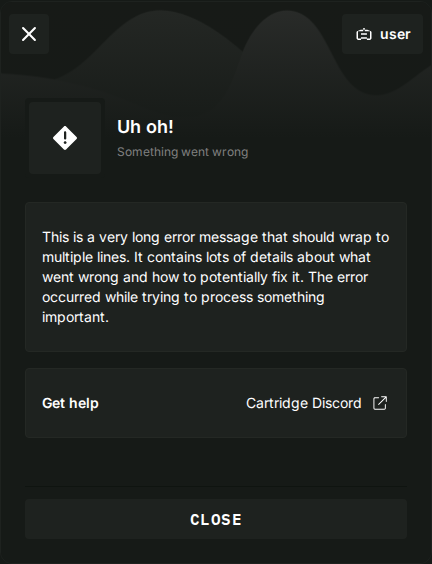 user
Uh oh!
Something went wrong
This is a very long error message that should wrap to
multiple lines. It contains lots of details about what
went wrong and how to potentially fix it. The error
occurred while trying to process something
important.
Get help
Cartridge Discord
CLOSE